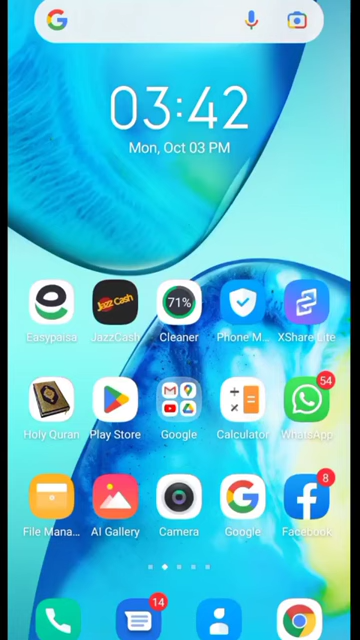 03:42
Mon, Oct 03 PM
JazzCash
71%
Easypaisa JazzCash Cleaner Phone M... XShare Lite
54
Holy Quran Play Store Google Calculator WhatsApp
8
File Mana... AI Gallery Camera Google Facebook
14